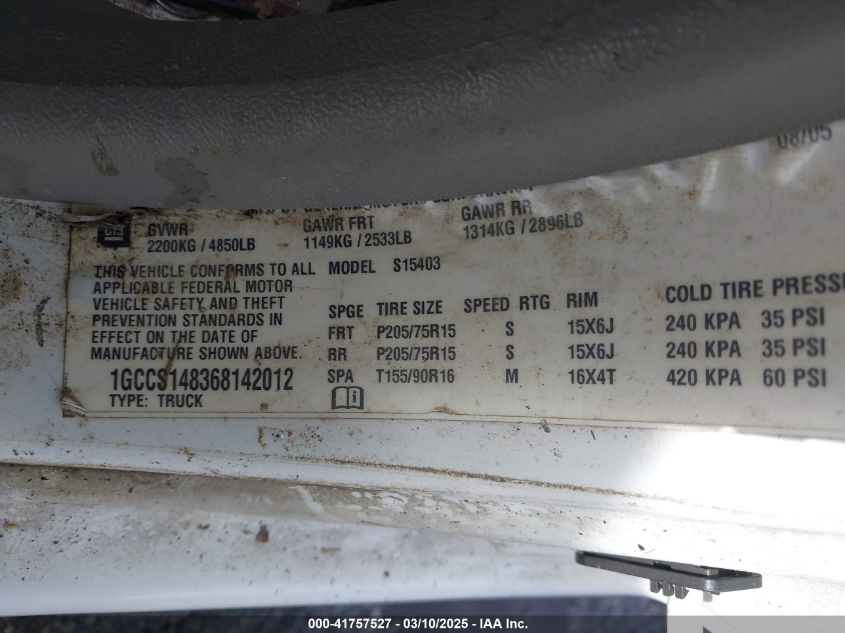 08/05
GVWR GAWR FRT GAWR RR
2200KG / 4850LB 1149KG / 2533LB 1314KG / 2896LB
THIS VEHICLE CONFORMS TO ALL
APPLICABLE FEDERAL MOTOR
VEHICLE SAFETY AND THEFT
PREVENTION STANDARDS IN
EFFECT ON THE DATE OF
MANUFACTURE SHOWN ABOVE.
1GCCS148368142012
TYPE: TRUCK
MODEL S15403
SPGE TIRE SIZE SPEED RTG RIM COLD TIRE PRESSU
FRT P205/75R15 S 15X6J 240 KPA 35 PSI
RR P205/75R15 S 15X6J 240 KPA 35 PSI
SPA T155/90R16 M 16X4T 420 KPA 60 PSI
000-41757527 - 03/10/2025 - IAA Inc.